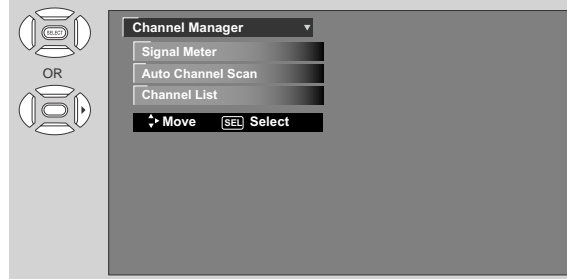 SELECT
OR
Channel Manager
Signal Meter
Auto Channel Scan
Channel List
Move SEL Select